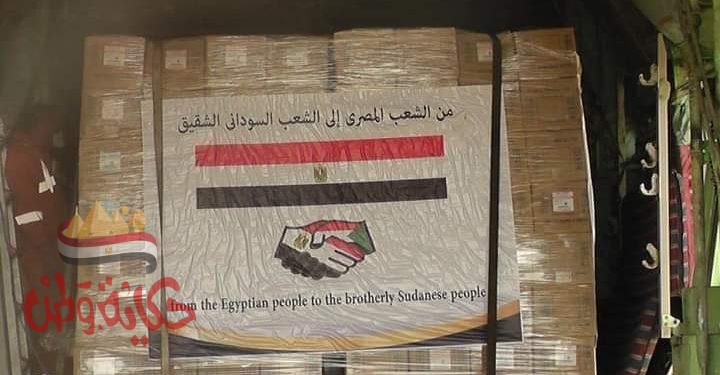 من الشعب المصرى إلى الشعب السودانى الشقيق
from the Egyptian people to the brotherly Sudanese people
حكاية وطن